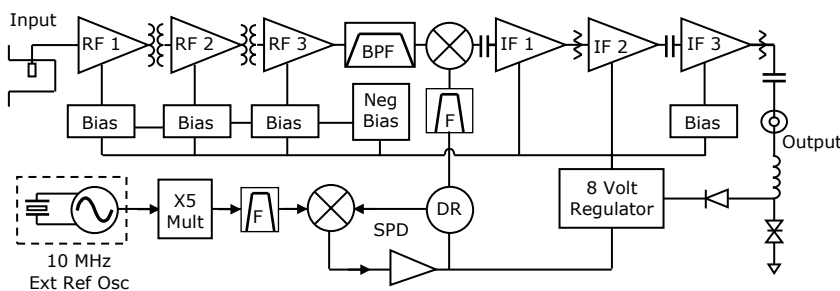 Input
RF 1
RF 2
RF 3
BPF
IF 1
IF 2
IF 3
Neg
Bias
F
Bias
Bias
Bias
Bias
Output
X5
Mult
F
SPD
DR
8 Volt
Regulator
10 MHz
Ext Ref Osc